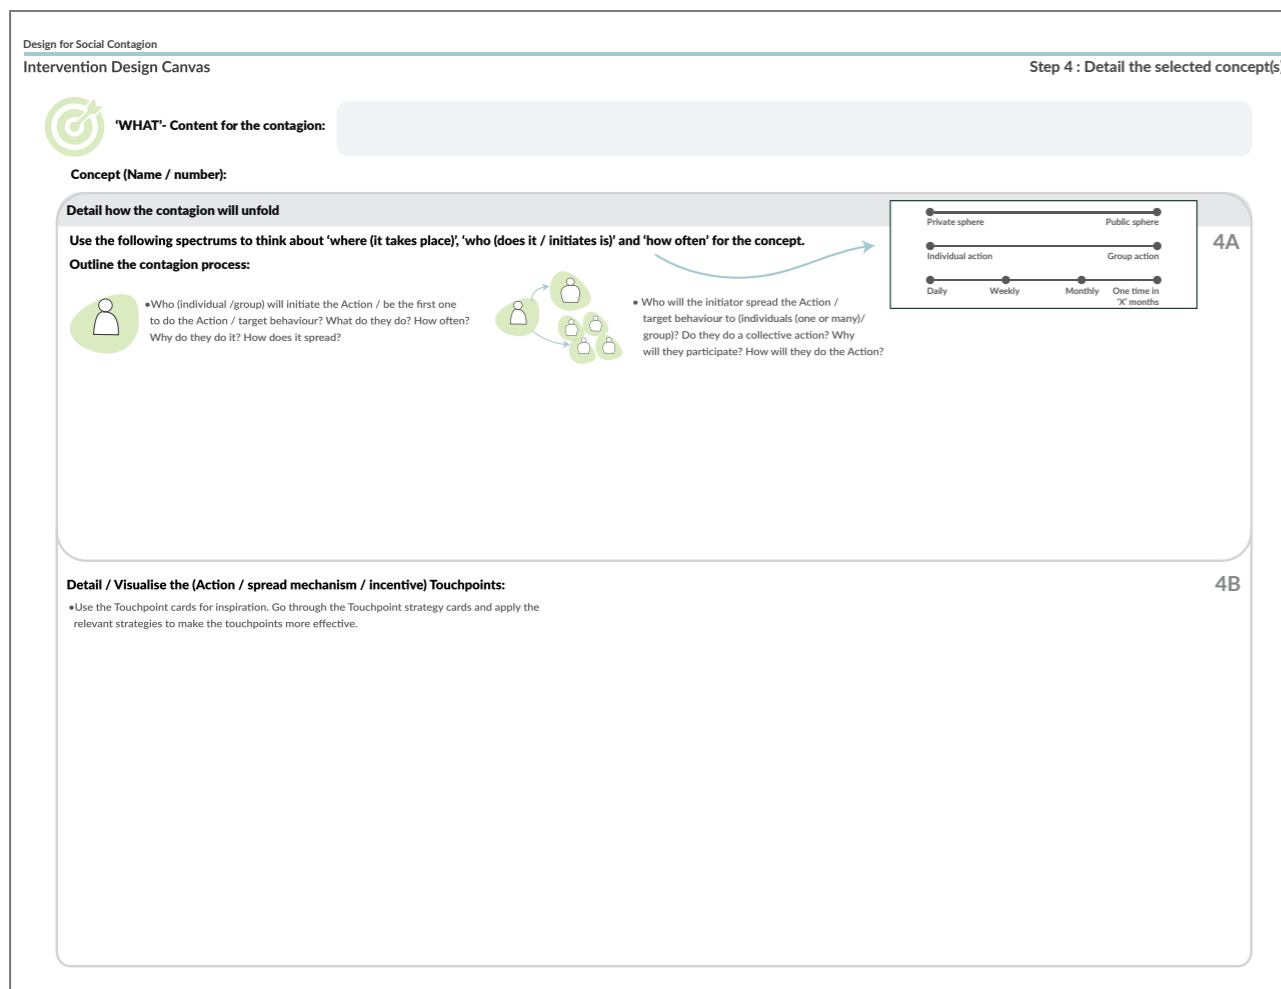 Design for Social Contagion
Intervention Design Canvas
Step 4 : Detail the selected concept(s)
‘WHAT’- Content for the contagion:
Concept (Name / number):
Detail how the contagion will unfold
Use the following spectrums to think about ‘where (it takes place)’, ‘who (does it / initiates is)’ and ‘how often’ for the concept.
Outline the contagion process:
•Who (individual /group) will initiate the Action / be the first one
to do the Action / target behaviour? What do they do? How often?
Why do they do it? How does it spread?
• Who will the initiator spread the Action /
target behaviour to (individuals (one or many)/
group)? Do they do a collective action? Why
will they participate? How will they do the Action?
Private sphere
Public sphere
Individual action
Group action
Daily
Weekly
Monthly
One time in
‘X’ months
4A
Detail / Visualise the (Action / spread mechanism / incentive) Touchpoints:
4B
•Use the Touchpoint cards for inspiration. Go through the Touchpoint strategy cards and apply the
relevant strategies to make the touchpoints more effective.